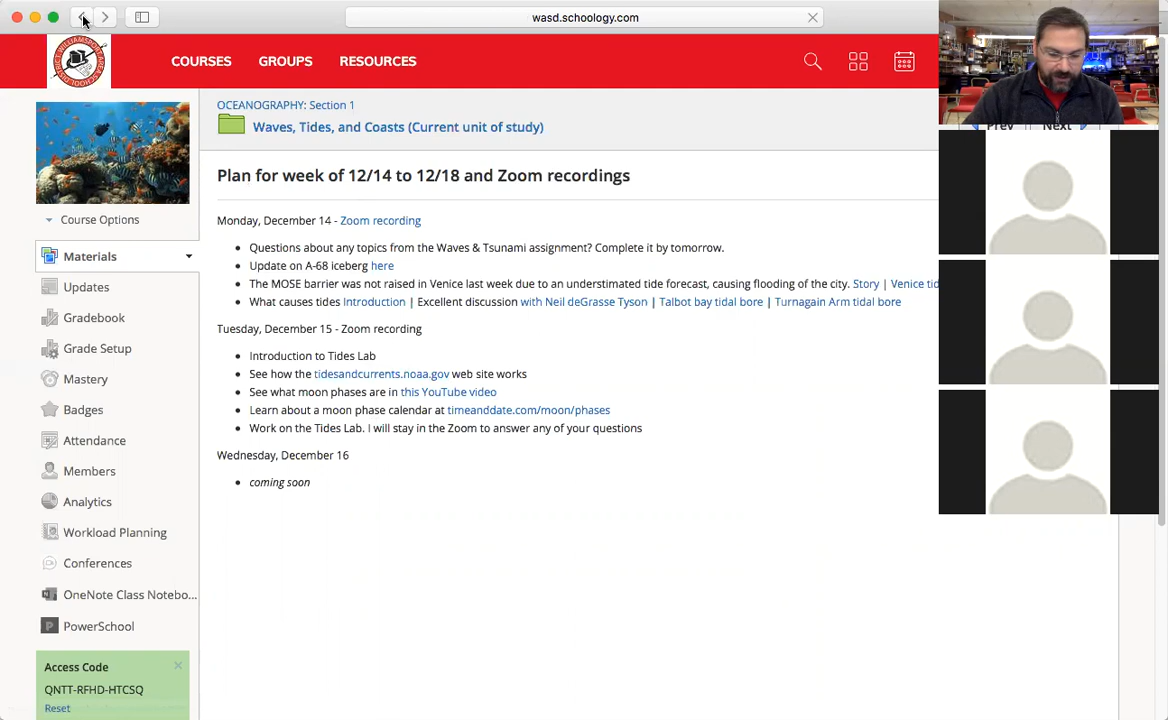 wasd.schoology.com
COURSES GROUPS RESOURCES
OCEANOGRAPHY: Section 1
Waves, Tides, and Coasts (Current unit of study)
Prev Next
Plan for week of 12/14 to 12/18 and Zoom recordings
Monday, December 14 - Zoom recording
Questions about any topics from the Waves & Tsunami assignment? Complete it by tomorrow.
Update on A-68 iceberg here
The MOSE barrier was not raised in Venice last week due to an understimated tide forecast, causing flooding of the city. Story | Venice tid
What causes tides Introduction | Excellent discussion with Neil deGrasse Tyson | Talbot bay tidal bore | Turnagain Arm tidal bore
Tuesday, December 15 - Zoom recording
Introduction to Tides Lab
See how the tidesandcurrents.noaa.gov web site works
See what moon phases are in this YouTube video
Learn about a moon phase calendar at timeanddate.com/moon/phases
Work on the Tides Lab. I will stay in the Zoom to answer any of your questions
Wednesday, December 16
coming soon
Course Options
Materials
Updates
Gradebook
Grade Setup
Mastery
Badges
Attendance
Members
Analytics
Workload Planning
Conferences
OneNote Class Notebo...
PowerSchool
Access Code
QNTT-RFHD-HTCSQ
Reset